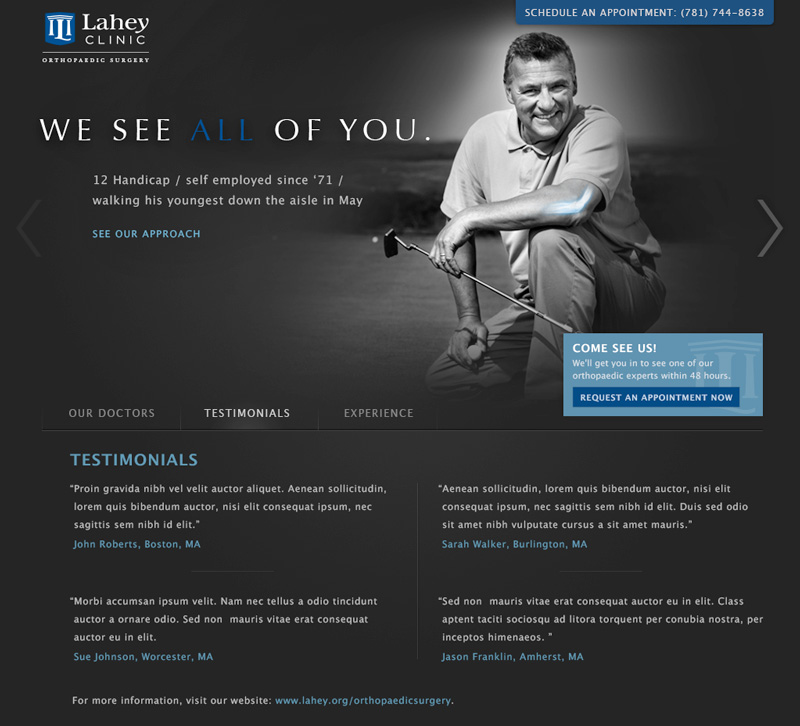 SCHEDULE AN APPOINTMENT: (781) 744-8638
Lahey
CLINIC
ORTHOPAEDIC SURGERY
WE SEE ALL OF YOU.
12 Handicap / self employed since ‘71 /
walking his youngest down the aisle in May
SEE OUR APPROACH
COME SEE US!
We'll get you in to see one of our
orthopaedic experts within 48 hours.
REQUEST AN APPOINTMENT NOW
OUR DOCTORS
TESTIMONIALS
EXPERIENCE
TESTIMONIALS
“Proin gravida nibh vel velit auctor aliquet. Aenean sollicitudin,
lorem quis bibendum auctor, nisi elit consequat ipsum, nec
sagittis sem nibh id elit.”
John Roberts, Boston, MA
“Aenean sollicitudin, lorem quis bibendum auctor, nisi elit
consequat ipsum, nec sagittis sem nibh id elit. Duis sed odio
sit amet nibh vulputate cursus a sit amet mauris.”
Sarah Walker, Burlington, MA
“Morbi accumsan ipsum velit. Nam nec tellus a odio tincidunt
auctor a ornare odio. Sed non  mauris vitae erat consequat
auctor eu in elit.
Sue Johnson, Worcester, MA
“Sed non  mauris vitae erat consequat auctor eu in elit. Class
aptent taciti sociosqu ad litora torquent per conubia nostra, per
inceptos himenaeos. ”
Jason Franklin, Amherst, MA
For more information, visit our website: www.lahey.org/orthopaedicsurgery.